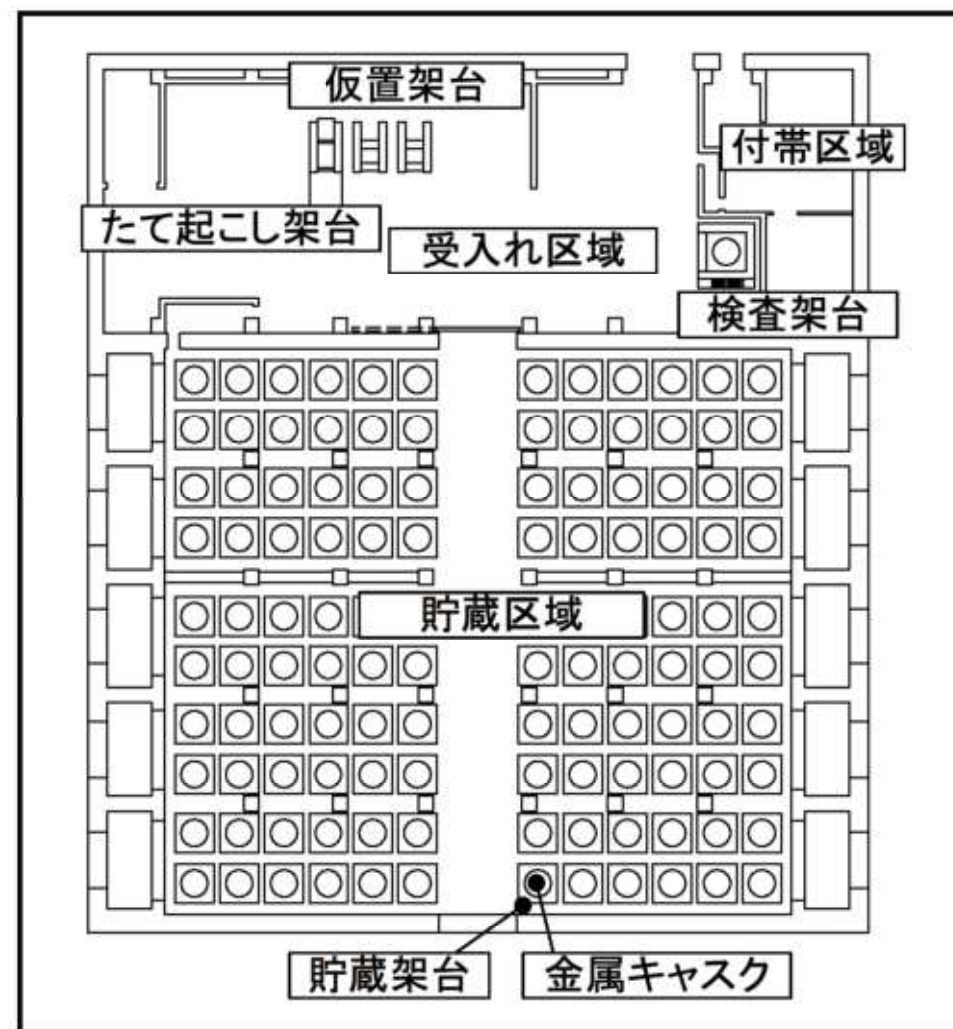 仮置架台
付帯区域
たて起こし架台
受入れ区域
検査架台
貯蔵区域
貯蔵架台
金属キャスク